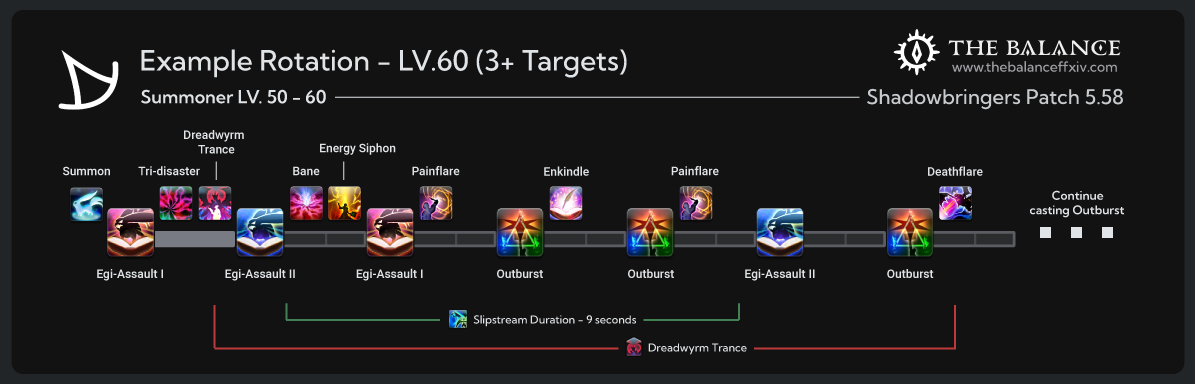 Example Rotation - LV.60 (3+ Targets)
THE BALANCE
www.thebalanceffxiv.com
Summoner LV. 50 - 60
Shadowbringers Patch 5.58
Dreadwyrm
Trance
Energy Siphon
Summon
Tri-disaster
Bane
Painflare
Enkindle
Painflare
Deathflare
Continue
casting Outburst
Egi-Assault I
Egi-Assault II
Egi-Assault I
Outburst
Outburst
Egi-Assault II
Outburst
Slipstream Duration - 9 seconds
Dreadwyrm Trance